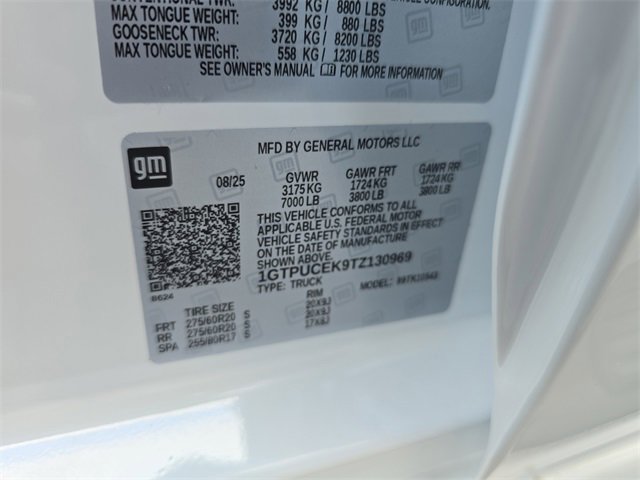 3992 KG / 8800 LBS
MAX TONGUE WEIGHT: 399 KG / 880 LBS
GOOSENECK TWR: 3720 KG / 8200 LBS
MAX TONGUE WEIGHT: 558 KG / 1230 LBS
SEE OWNER'S MANUAL FOR MORE INFORMATION
gm
MFD BY GENERAL MOTORS LLC
08/25 GVWR GAWR FRT GAWR RR
3175 KG 1724 KG 1724 KG
7000 LB 3800 LB 3800 LB
THIS VEHICLE CONFORMS TO ALL
APPLICABLE U.S. FEDERAL MOTOR
VEHICLE SAFETY STANDARDS IN EFFECT
ON THE DATE OF MANUFACTURE
SHOWN ABOVE.
1GTPUCEK9TZ130969
TYPE: TRUCK MODEL:
8624
TIRE SIZE RIM
FRT 275/60R20 S 20X9J
RR 275/60R20 S 20X9J
SPA 255/80R17 S 17X8J